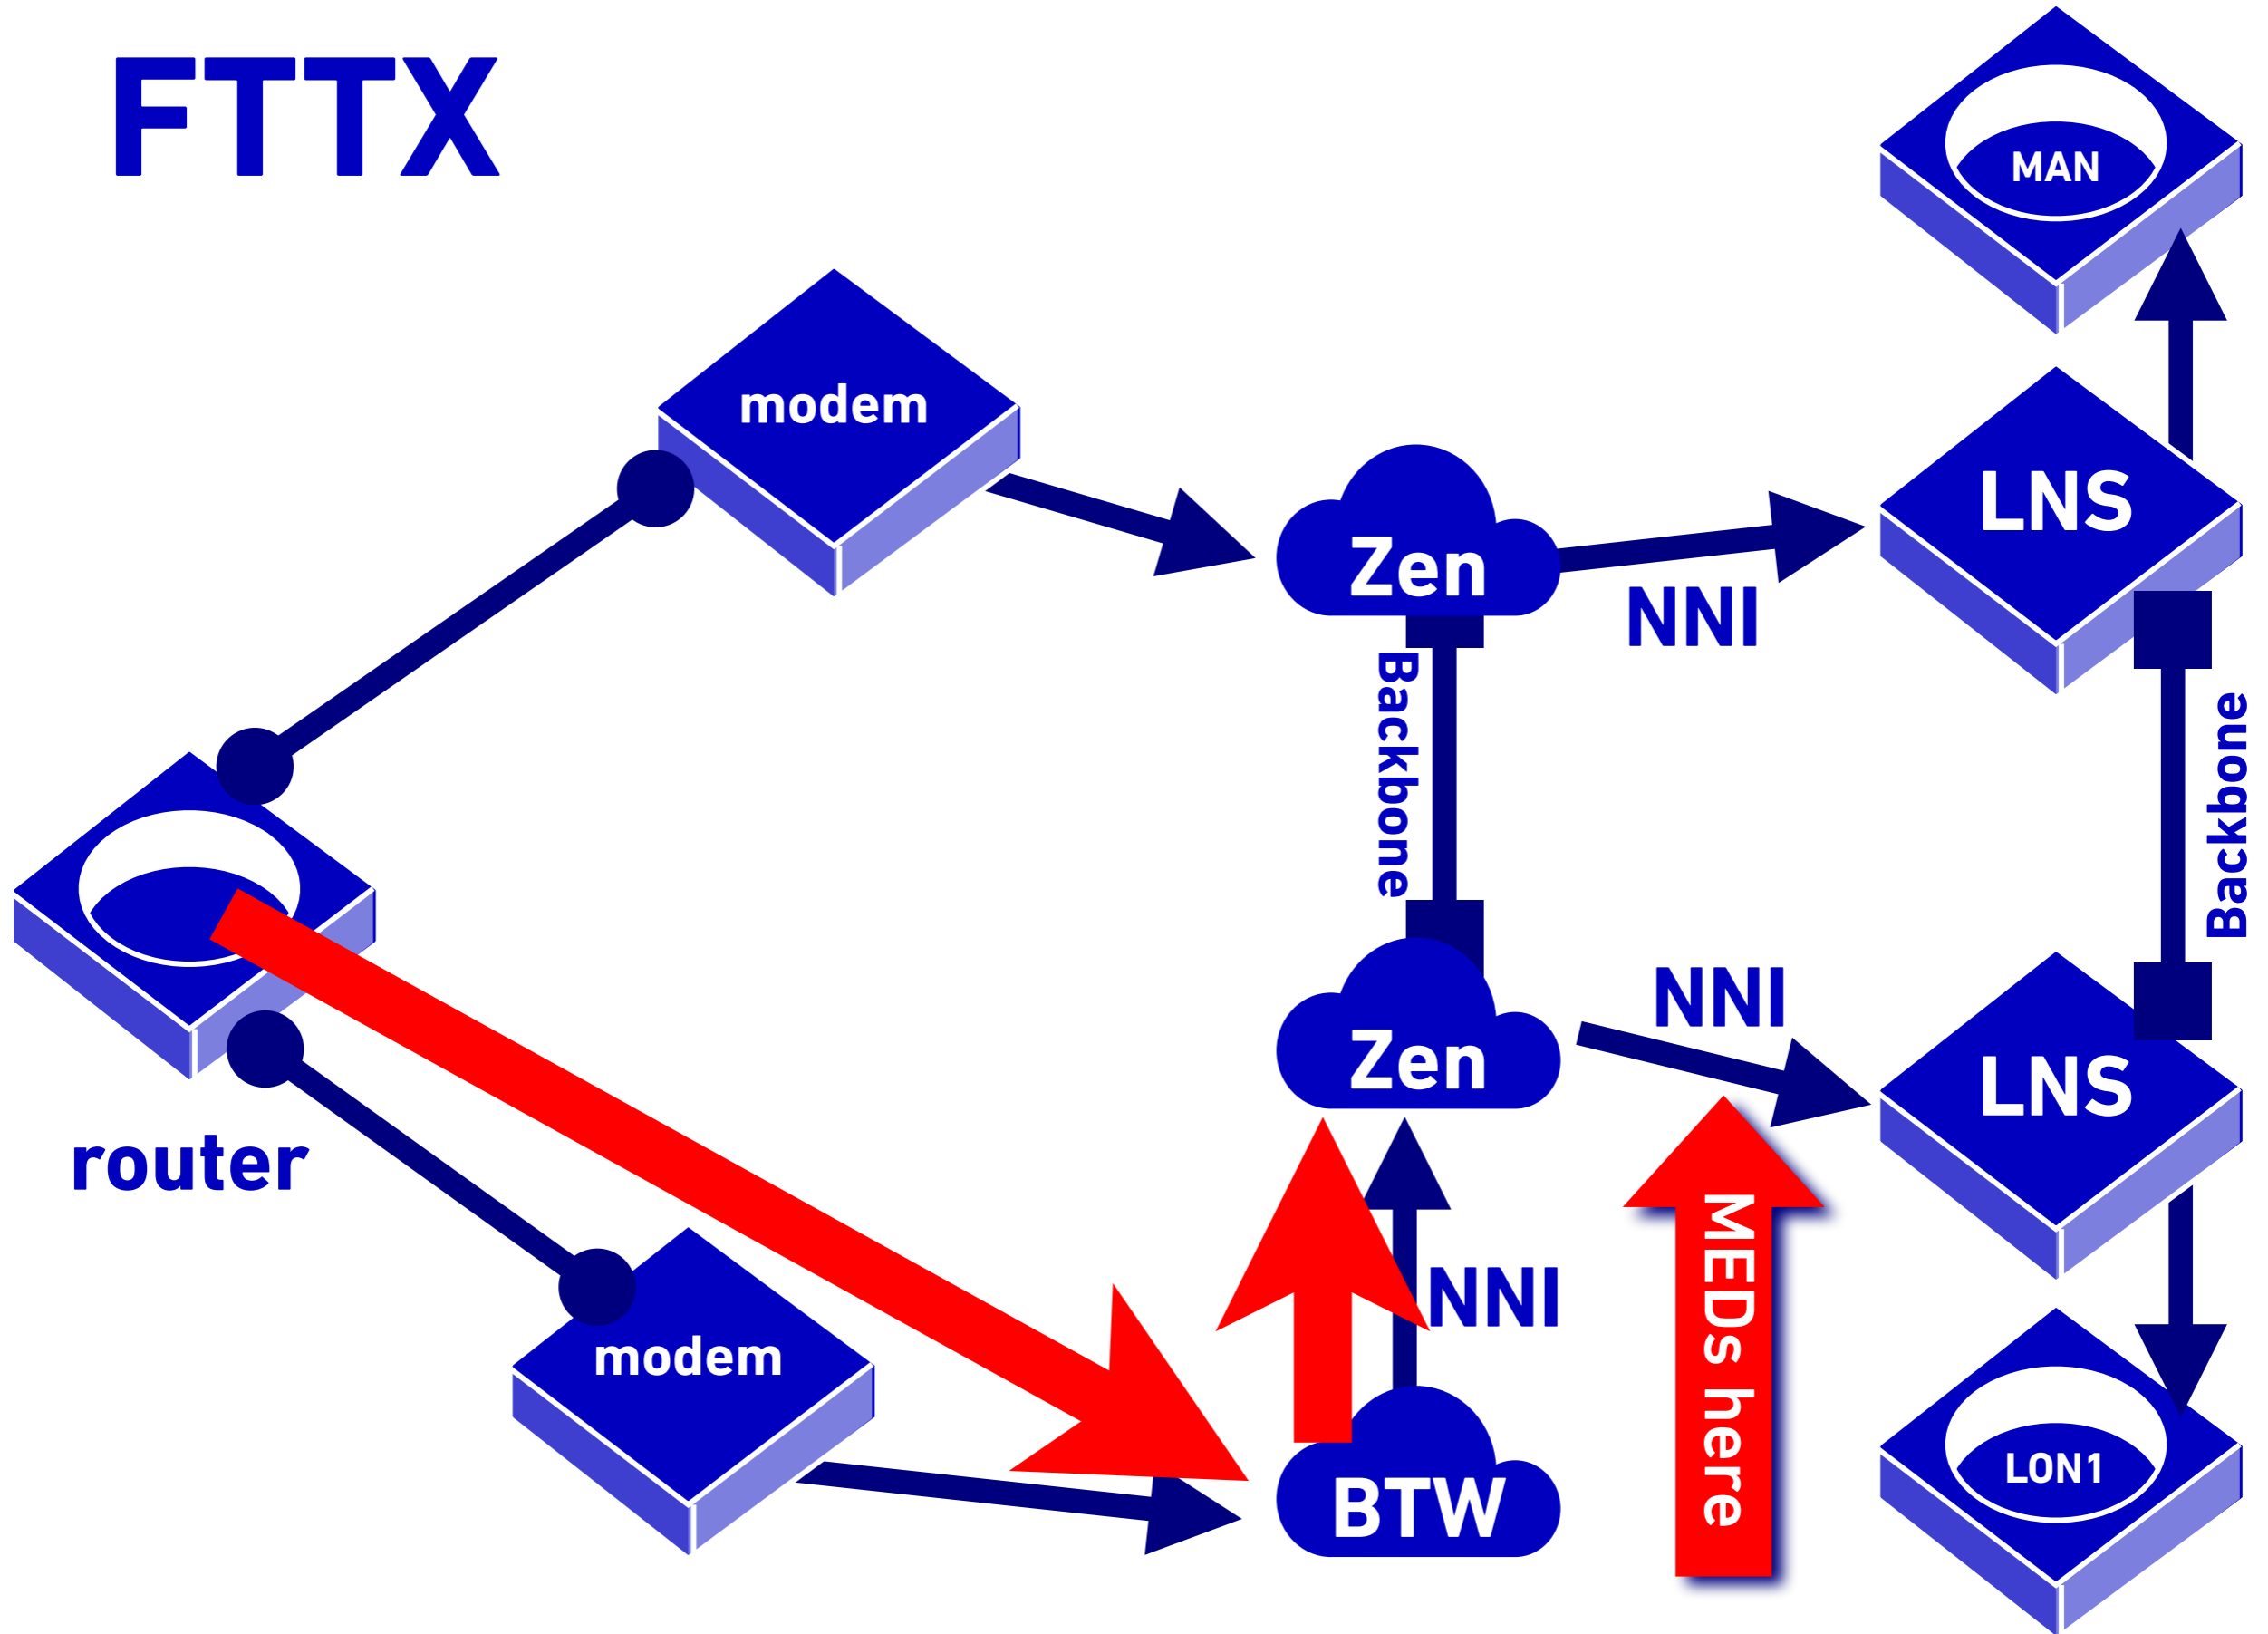 FTTX
MAN
modem
LNS
Zen
NNI
Backbone
Backbone
router
Zen
NNI
LNS
NNI
MEDs here
modem
BTW
LON1